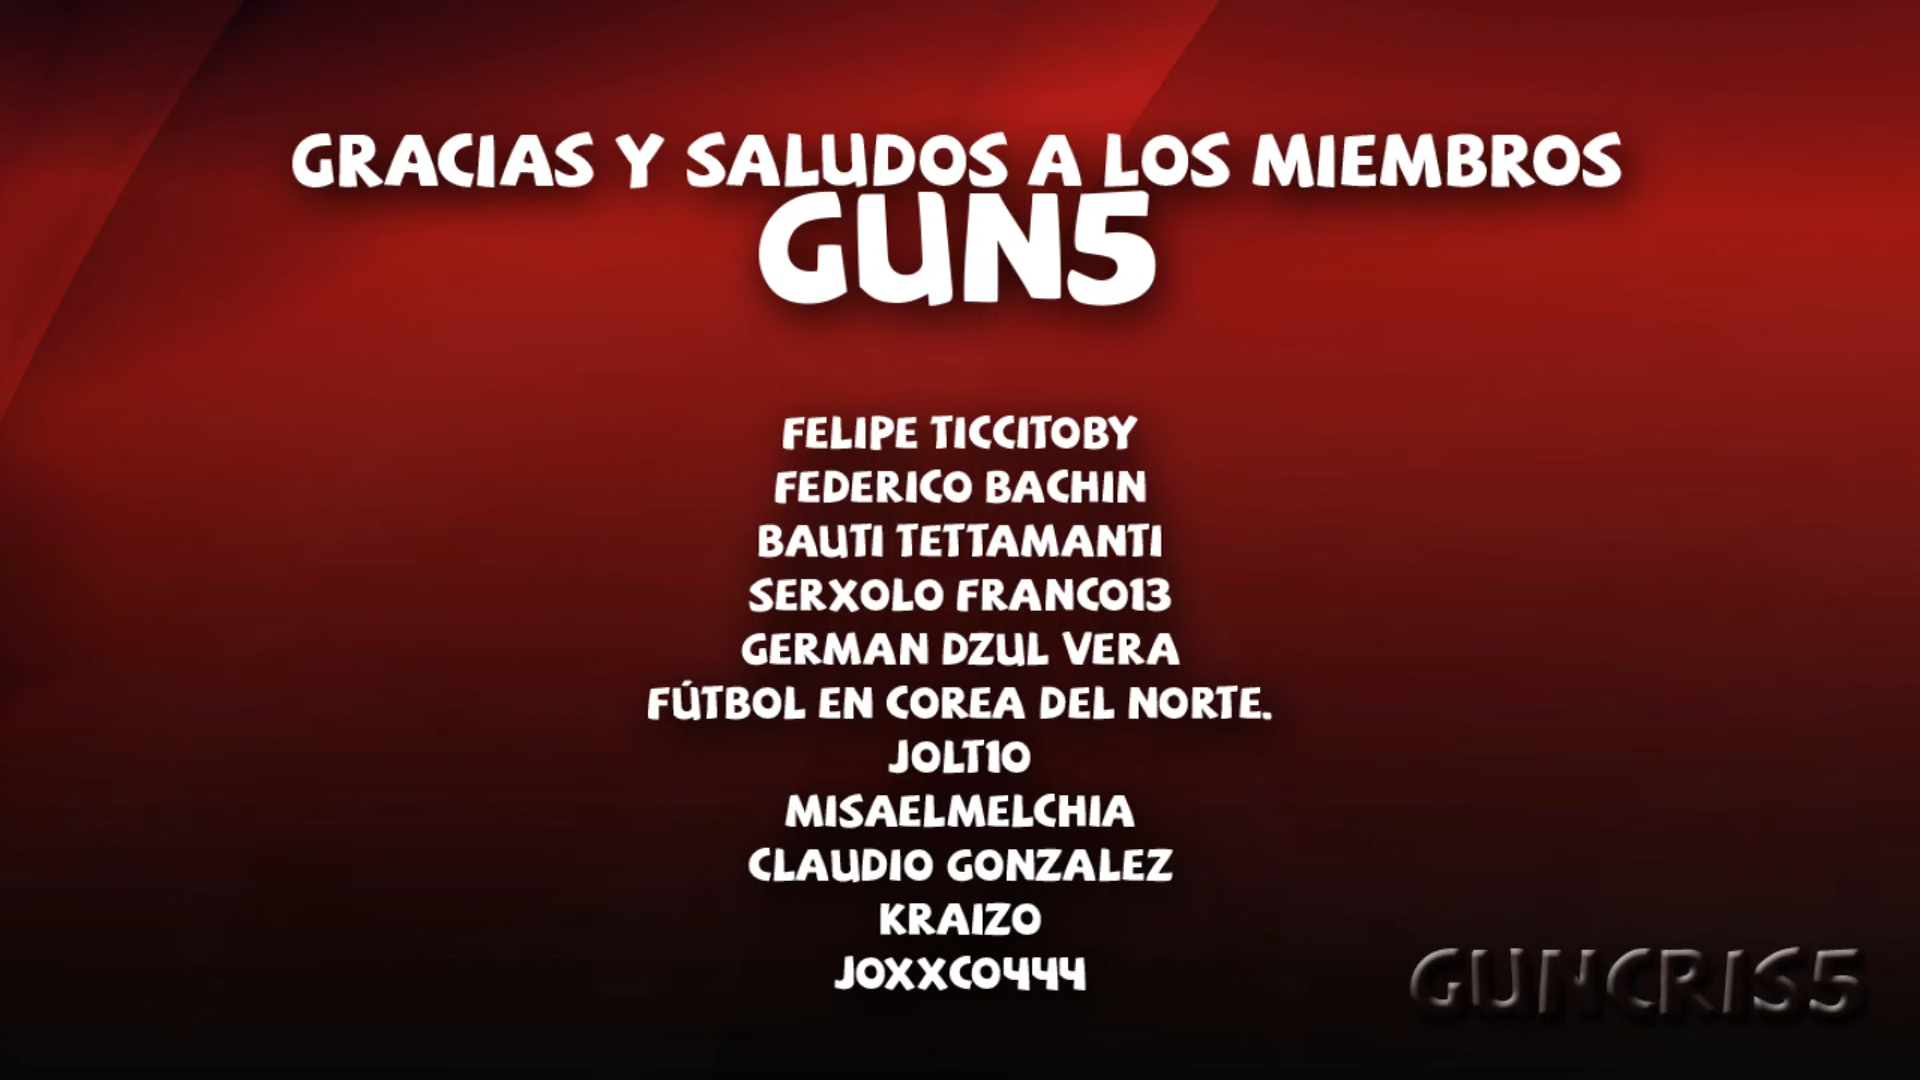 GRACIAS Y SALUDOS A LOS MIEMBROS
GUN5
FELIPE TICCITOBY
FEDERICO BACHIN
BAUTI TETTAMANTI
SERXOLO FRANCO13
GERMAN DZUL VERA
FÚTBOL EN COREA DEL NORTE.
JOLT10
MISAELMELCHIA
CLAUDIO GONZALEZ
KRAIZO
JOXXCO444
GUNCRIS5